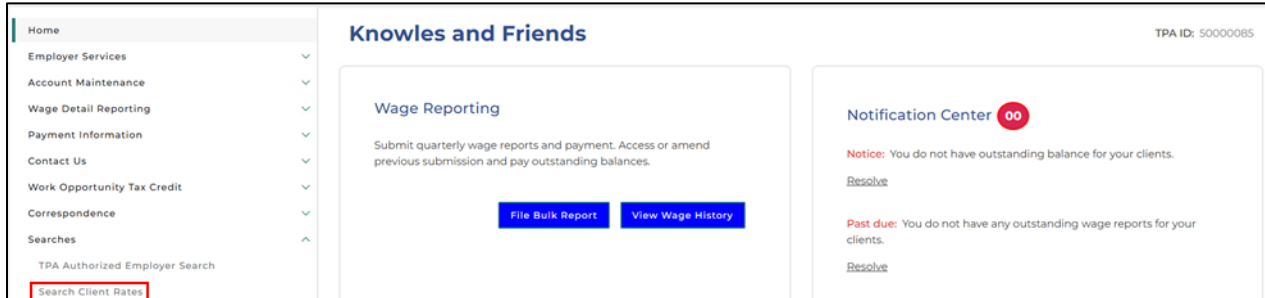 Home
Employer Services
Account Maintenance
Wage Detail Reporting
Payment Information
Contact Us
Work Opportunity Tax Credit
Correspondence
Searches
TPA Authorized Employer Search
Search Client Rates
Knowles and Friends
TPA ID: S0000085
Wage Reporting
Submit quarterly wage reports and payment. Access or amend
previous submission and pay outstanding balances.
File Bulk Report
View Wage History
Notification Center 00
Notice: You do not have outstanding balance for your clients.
Resolve
Past due: You do not have any outstanding wage reports for your
clients.
Resolve